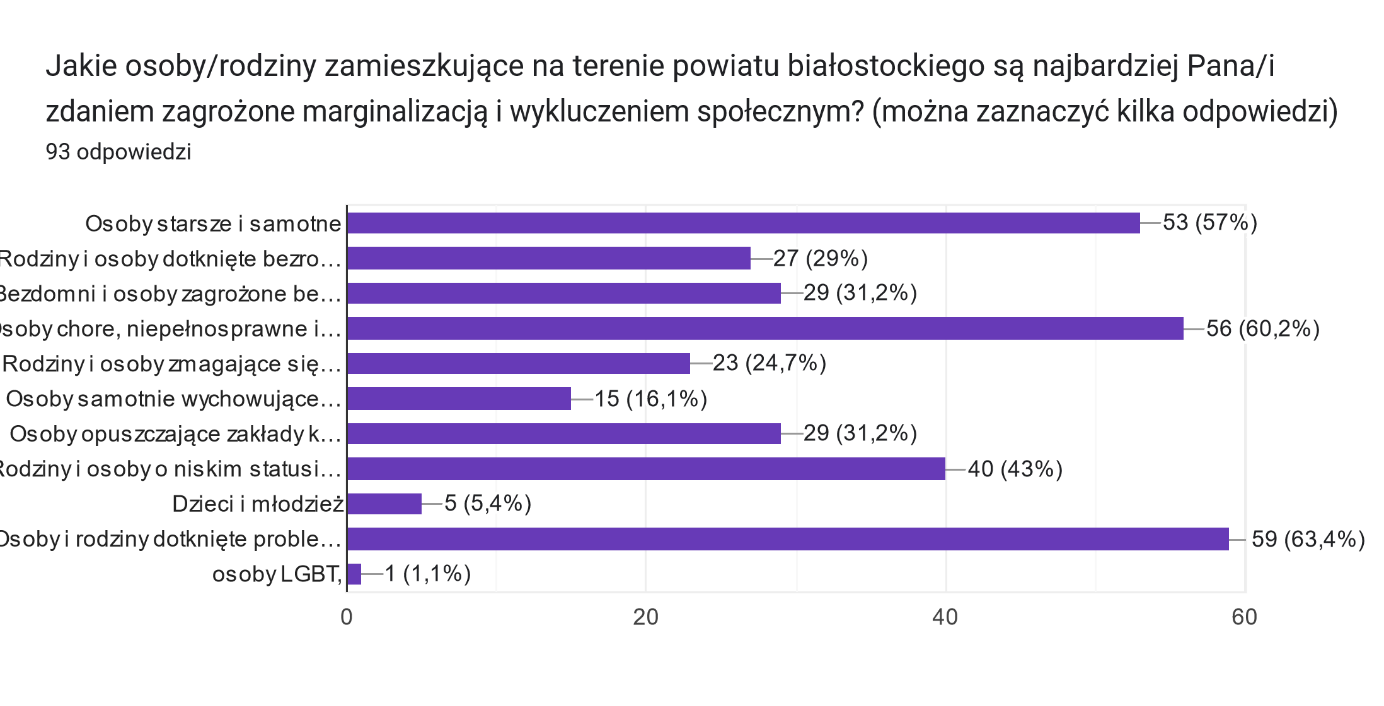 Jakie osoby/rodziny zamieszkujące na terenie powiatu białostockiego są najbardziej Pana/i
zdaniem zagrożone marginalizacją i wykluczeniem społecznym? (można zaznaczyć kilka odpowiedzi)
93 odpowiedzi
Osoby starsze i samotne 53 (57%)
Rodziny i osoby dotknięte bezro… 27 (29%)
Bezdomni i osoby zagrożone be… 29 (31,2%)
Osoby chore, niepełnosprawne i… 56 (60,2%)
Rodziny i osoby zmagające się… 23 (24,7%)
Osoby samotnie wychowujące… 15 (16,1%)
Osoby opuszczające zakłady k… 29 (31,2%)
Rodziny i osoby o niskim statusi… 40 (43%)
Dzieci i młodzież 5 (5,4%)
Osoby i rodziny dotknięte proble… 59 (63,4%)
osoby LGBT, 1 (1,1%)
0 20 40 60